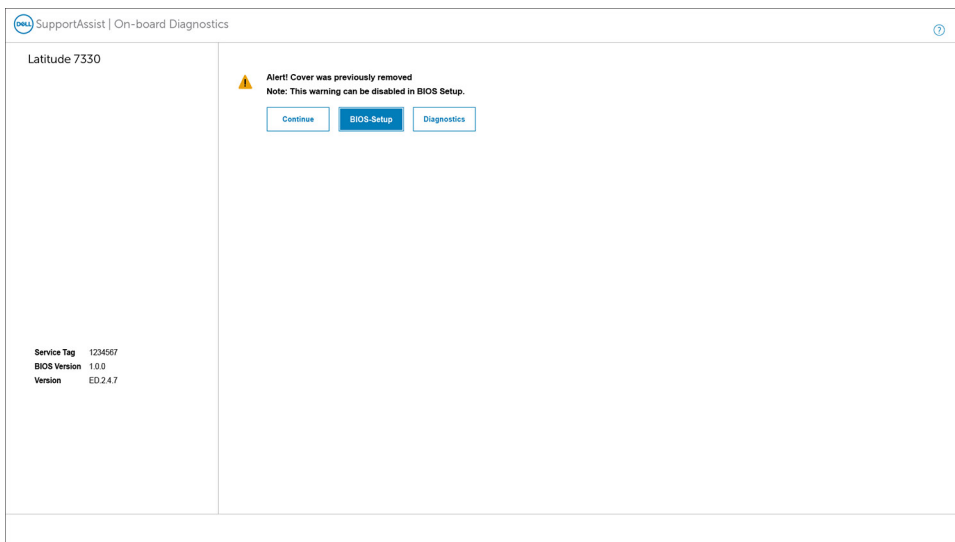 DELL SupportAssist | On-board Diagnostics
?
Latitude 7330
Alert! Cover was previously removed
Note: This warning can be disabled in BIOS Setup.
Continue BIOS-Setup Diagnostics
Service Tag 1234567
BIOS Version 1.0.0
Version ED.2.4.7